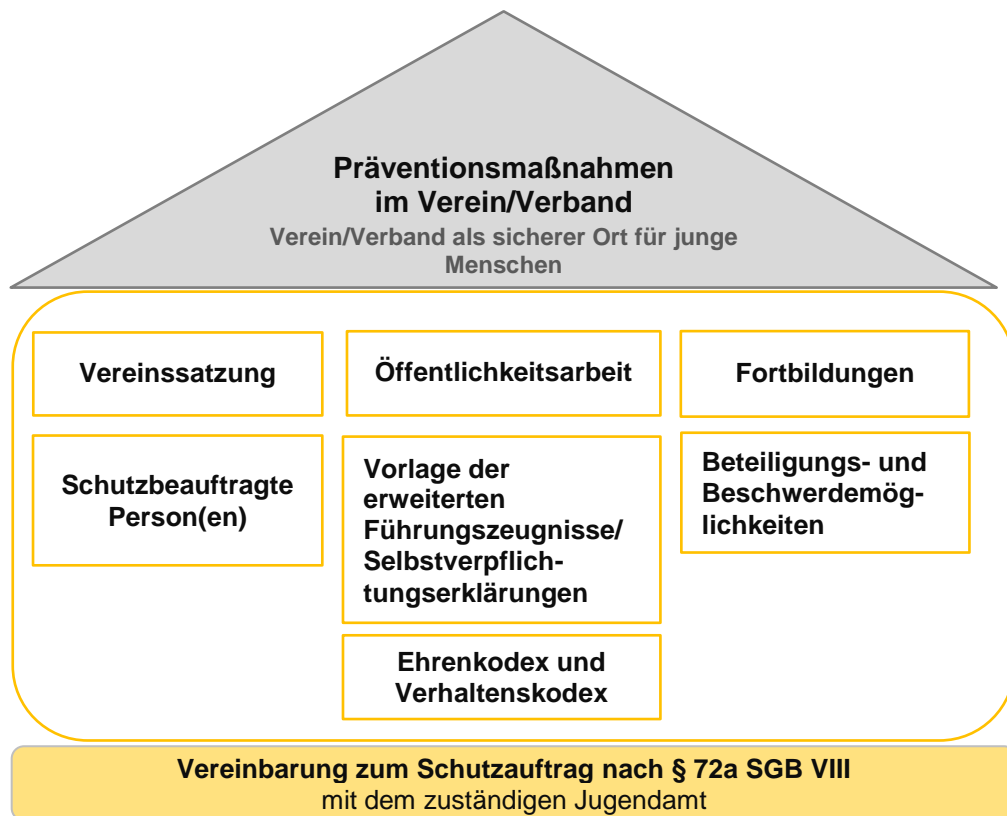 Präventionsmaßnahmen
im Verein/Verband
Verein/Verband als sicherer Ort für junge
Menschen
Vereinssatzung
Öffentlichkeitsarbeit
Fortbildungen
Schutzbeauftragte
Person(en)
Vorlage der
erweiterten
Führungszeugnisse/
Selbstverpflich-
tungserklärungen
Beteiligungs- und
Beschwerdemög-
lichkeiten
Ehrenkodex und
Verhaltenskodex
Vereinbarung zum Schutzauftrag nach § 72a SGB VIII
mit dem zuständigen Jugendamt